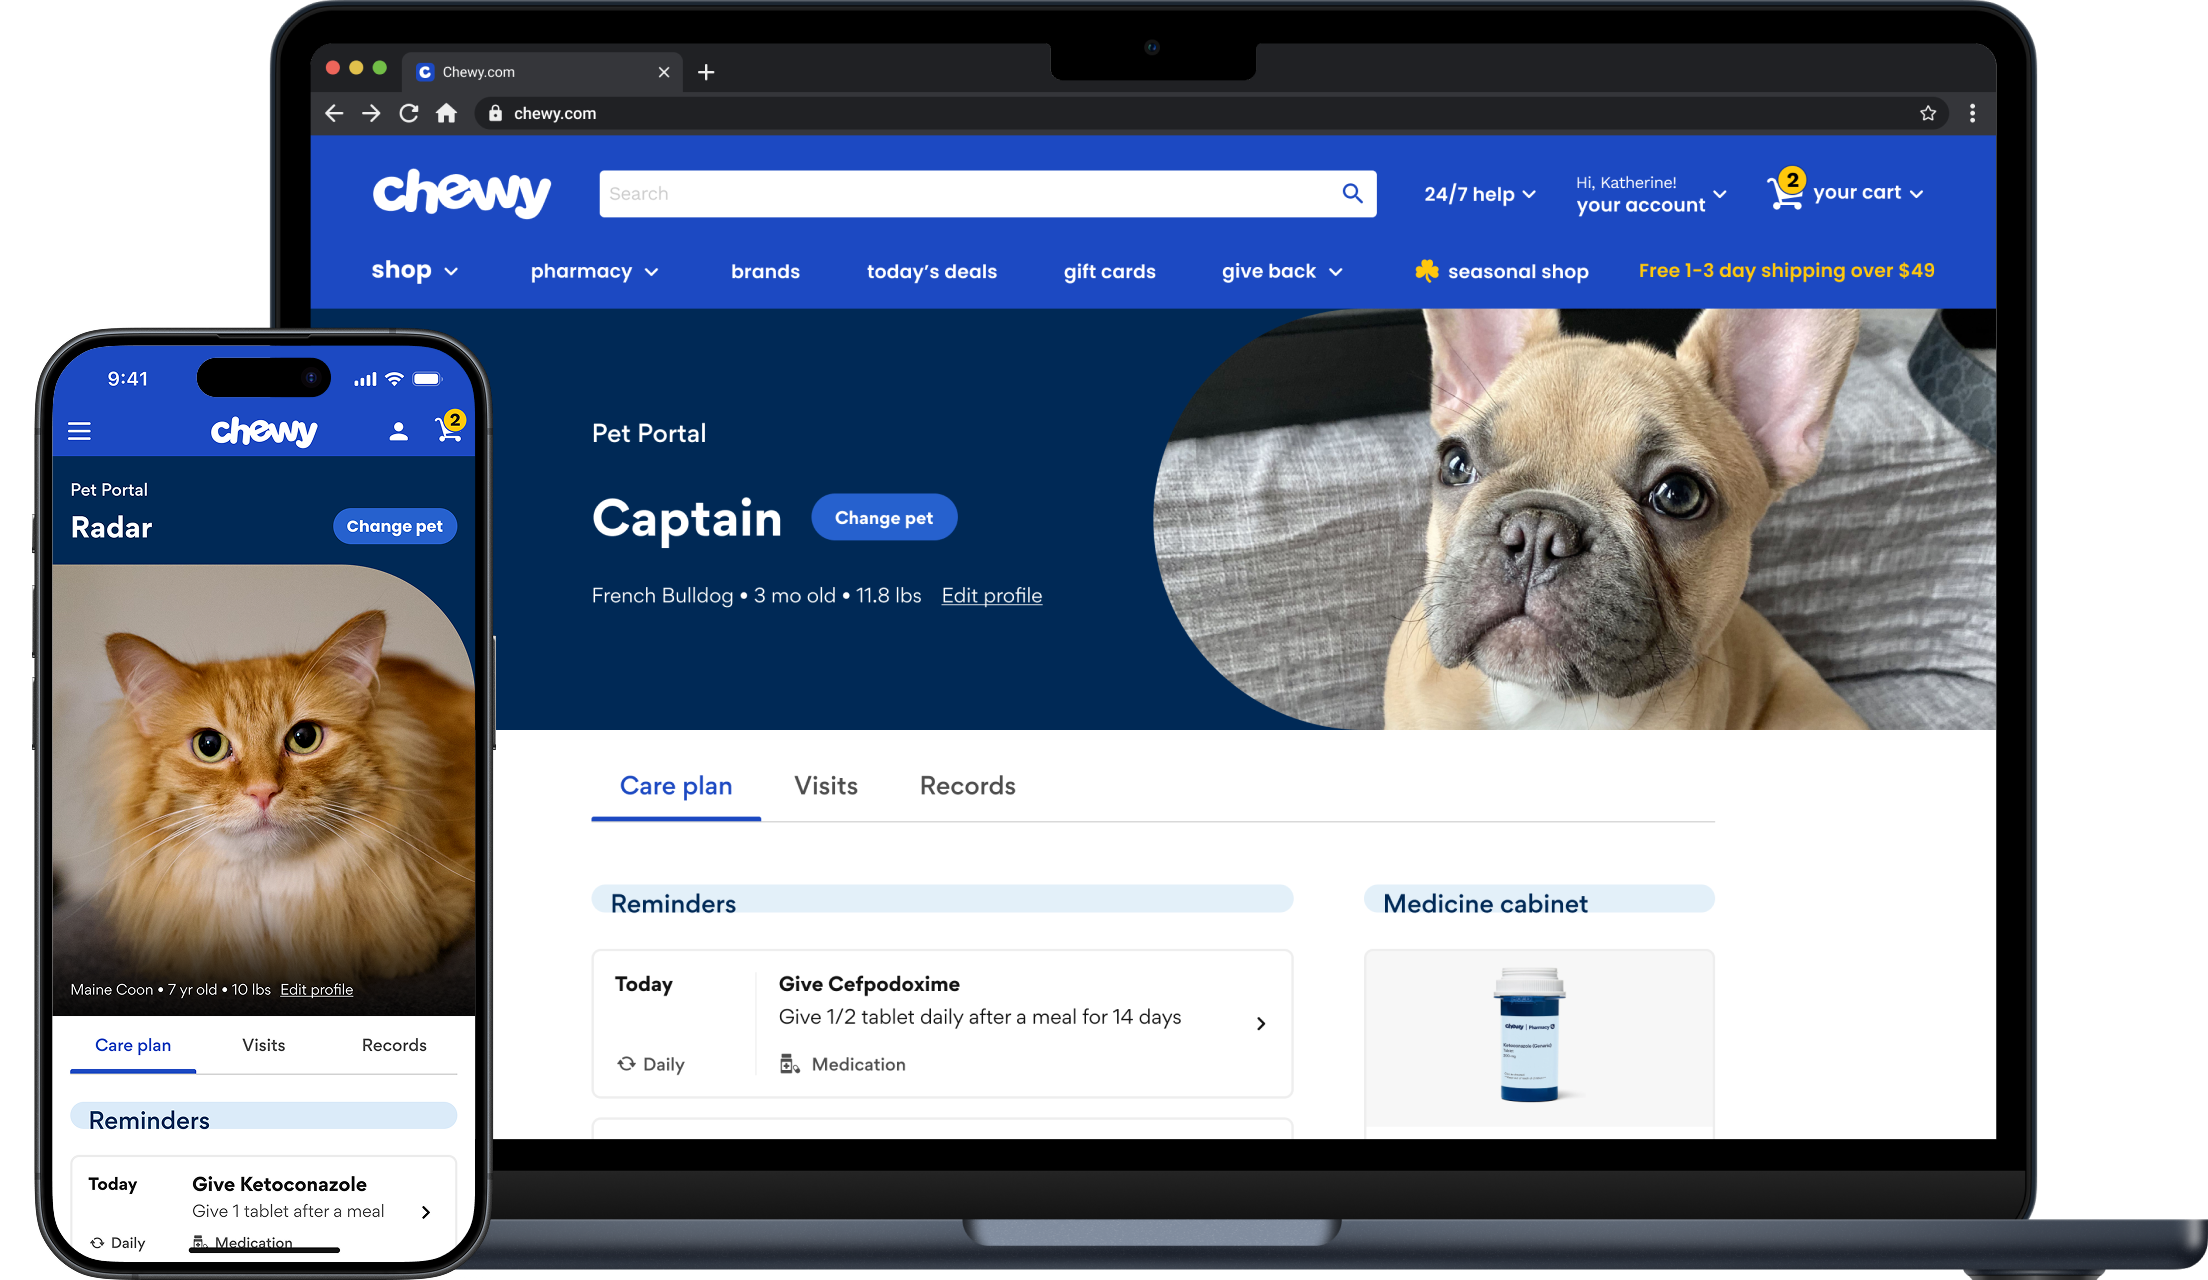 Chewy.com
chewy.com
chewy
Search
24/7 help
Hi, Katherine!
your account
2
your cart
shop
pharmacy
brands
today's deals
gift cards
give back
seasonal shop
Free 1-3 day shipping over $49
Pet Portal
Captain
Change pet
French Bulldog • 3 mo old • 11.8 lbs Edit profile
Care plan
Visits
Records
Reminders
Today
Give Cefpodoxime
Give 1/2 tablet daily after a meal for 14 days
Daily
Medication
Medicine cabinet
chewy | Pharmacy
Ketoconazole (Generic)
9:41
chewy
2
Pet Portal
Radar
Change pet
Maine Coon • 7 yr old • 10 lbs Edit profile
Care plan
Visits
Records
Reminders
Today
Give Ketoconazole
Give 1 tablet after a meal
Daily
Medication